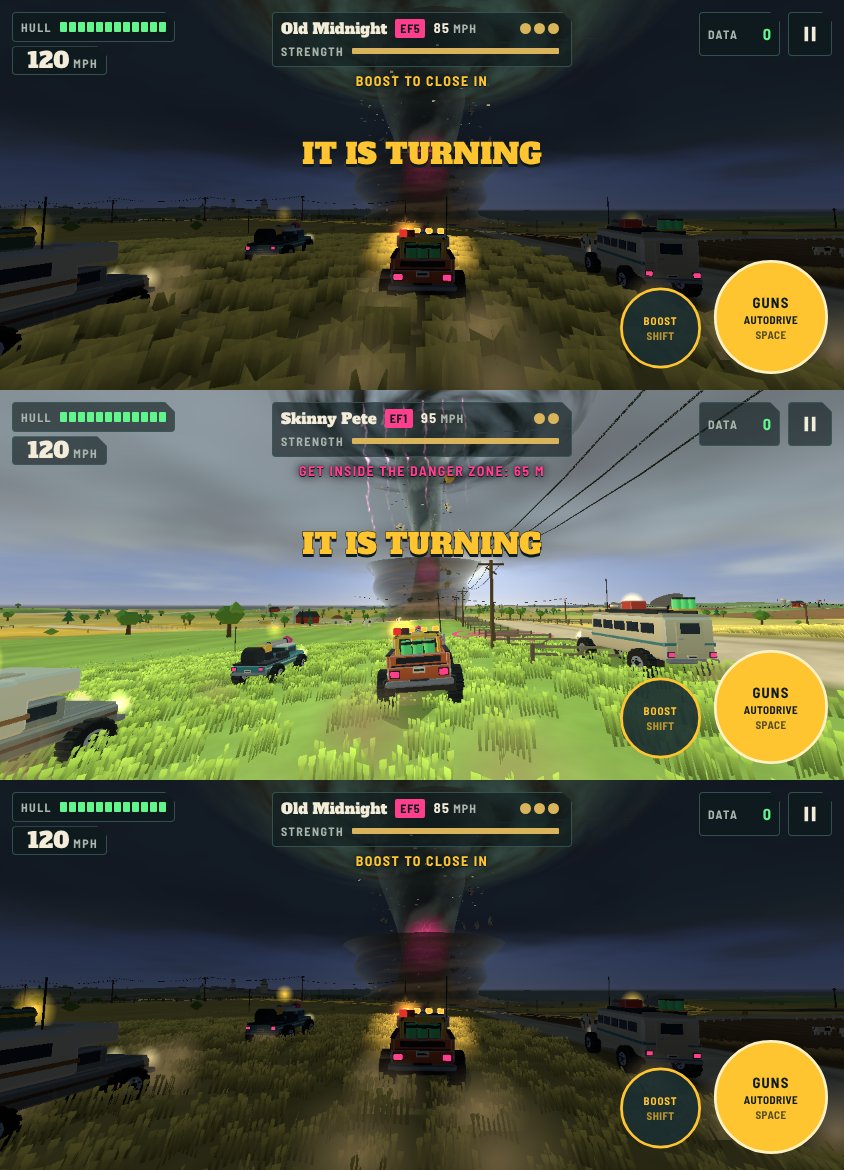 HULL
120 MPH
Old Midnight EF5 85 MPH
STRENGTH
DATA 0
BOOST TO CLOSE IN
IT IS TURNING
BOOST
SHIFT
GUNS
AUTODRIVE
SPACE
HULL
120 MPH
Skinny Pete EF1 95 MPH
STRENGTH
DATA 0
GET INSIDE THE DANGER ZONE: 65 M
IT IS TURNING
BOOST
SHIFT
GUNS
AUTODRIVE
SPACE
HULL
120 MPH
Old Midnight EF5 85 MPH
STRENGTH
DATA 0
BOOST TO CLOSE IN
BOOST
SHIFT
GUNS
AUTODRIVE
SPACE